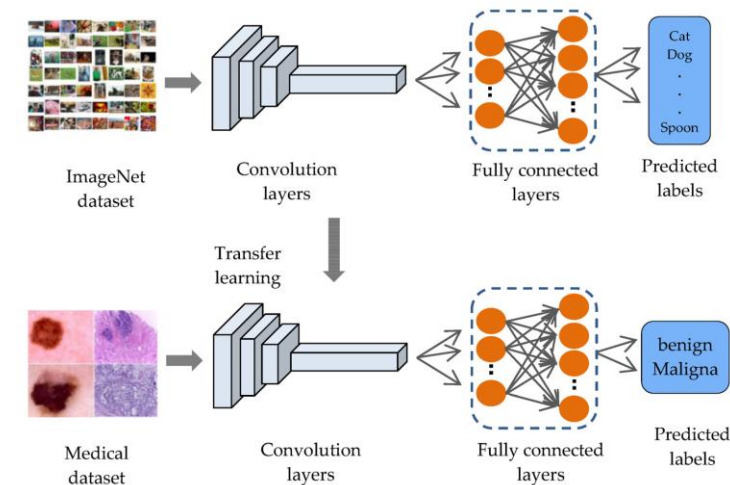 Cat
Dog
.
.
.
Spoon
ImageNet
dataset
Convolution
layers
Fully connected
layers
Predicted
labels
Transfer
learning
benign
Maligna
Medical
dataset
Convolution
layers
Fully connected
layers
Predicted
labels